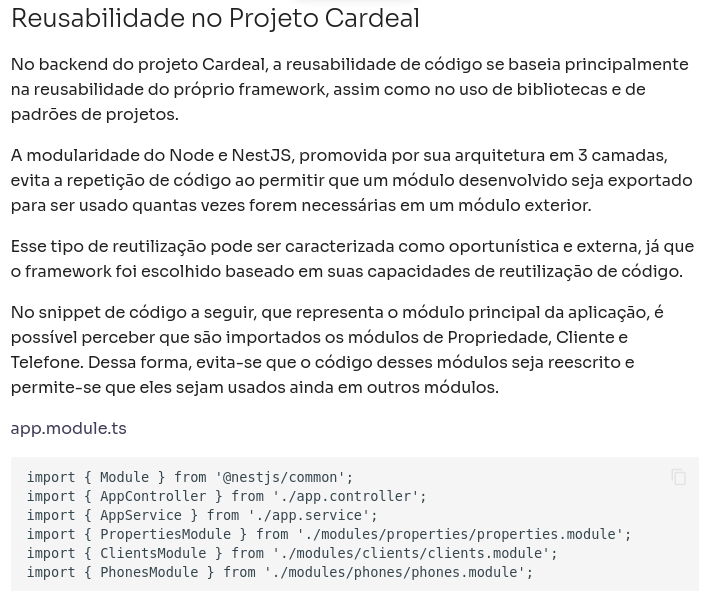 Reusabilidade no Projeto Cardeal
No backend do projeto Cardeal, a reusabilidade de código se baseia principalmente
na reusabilidade do próprio framework, assim como no uso de bibliotecas e de
padrões de projetos.
A modularidade do Node e NestJS, promovida por sua arquitetura em 3 camadas,
evita a repetição de código ao permitir que um módulo desenvolvido seja exportado
para ser usado quantas vezes forem necessárias em um módulo exterior.
Esse tipo de reutilização pode ser caracterizada como oportunística e externa, já que
o framework foi escolhido baseado em suas capacidades de reutilização de código.
No snippet de código a seguir, que representa o módulo principal da aplicação, é
possível perceber que são importados os módulos de Propriedade, Cliente e
Telefone. Dessa forma, evita-se que o código desses módulos seja reescrito e
permite-se que eles sejam usados ainda em outros módulos.
app.module.ts
import { Module } from '@nestjs/common';
import { AppController } from './app.controller';
import { AppService } from './app.service';
import { PropertiesModule } from './modules/properties/properties.module';
import { ClientsModule } from './modules/clients/clients.module';
import { PhonesModule } from './modules/phones/phones.module';